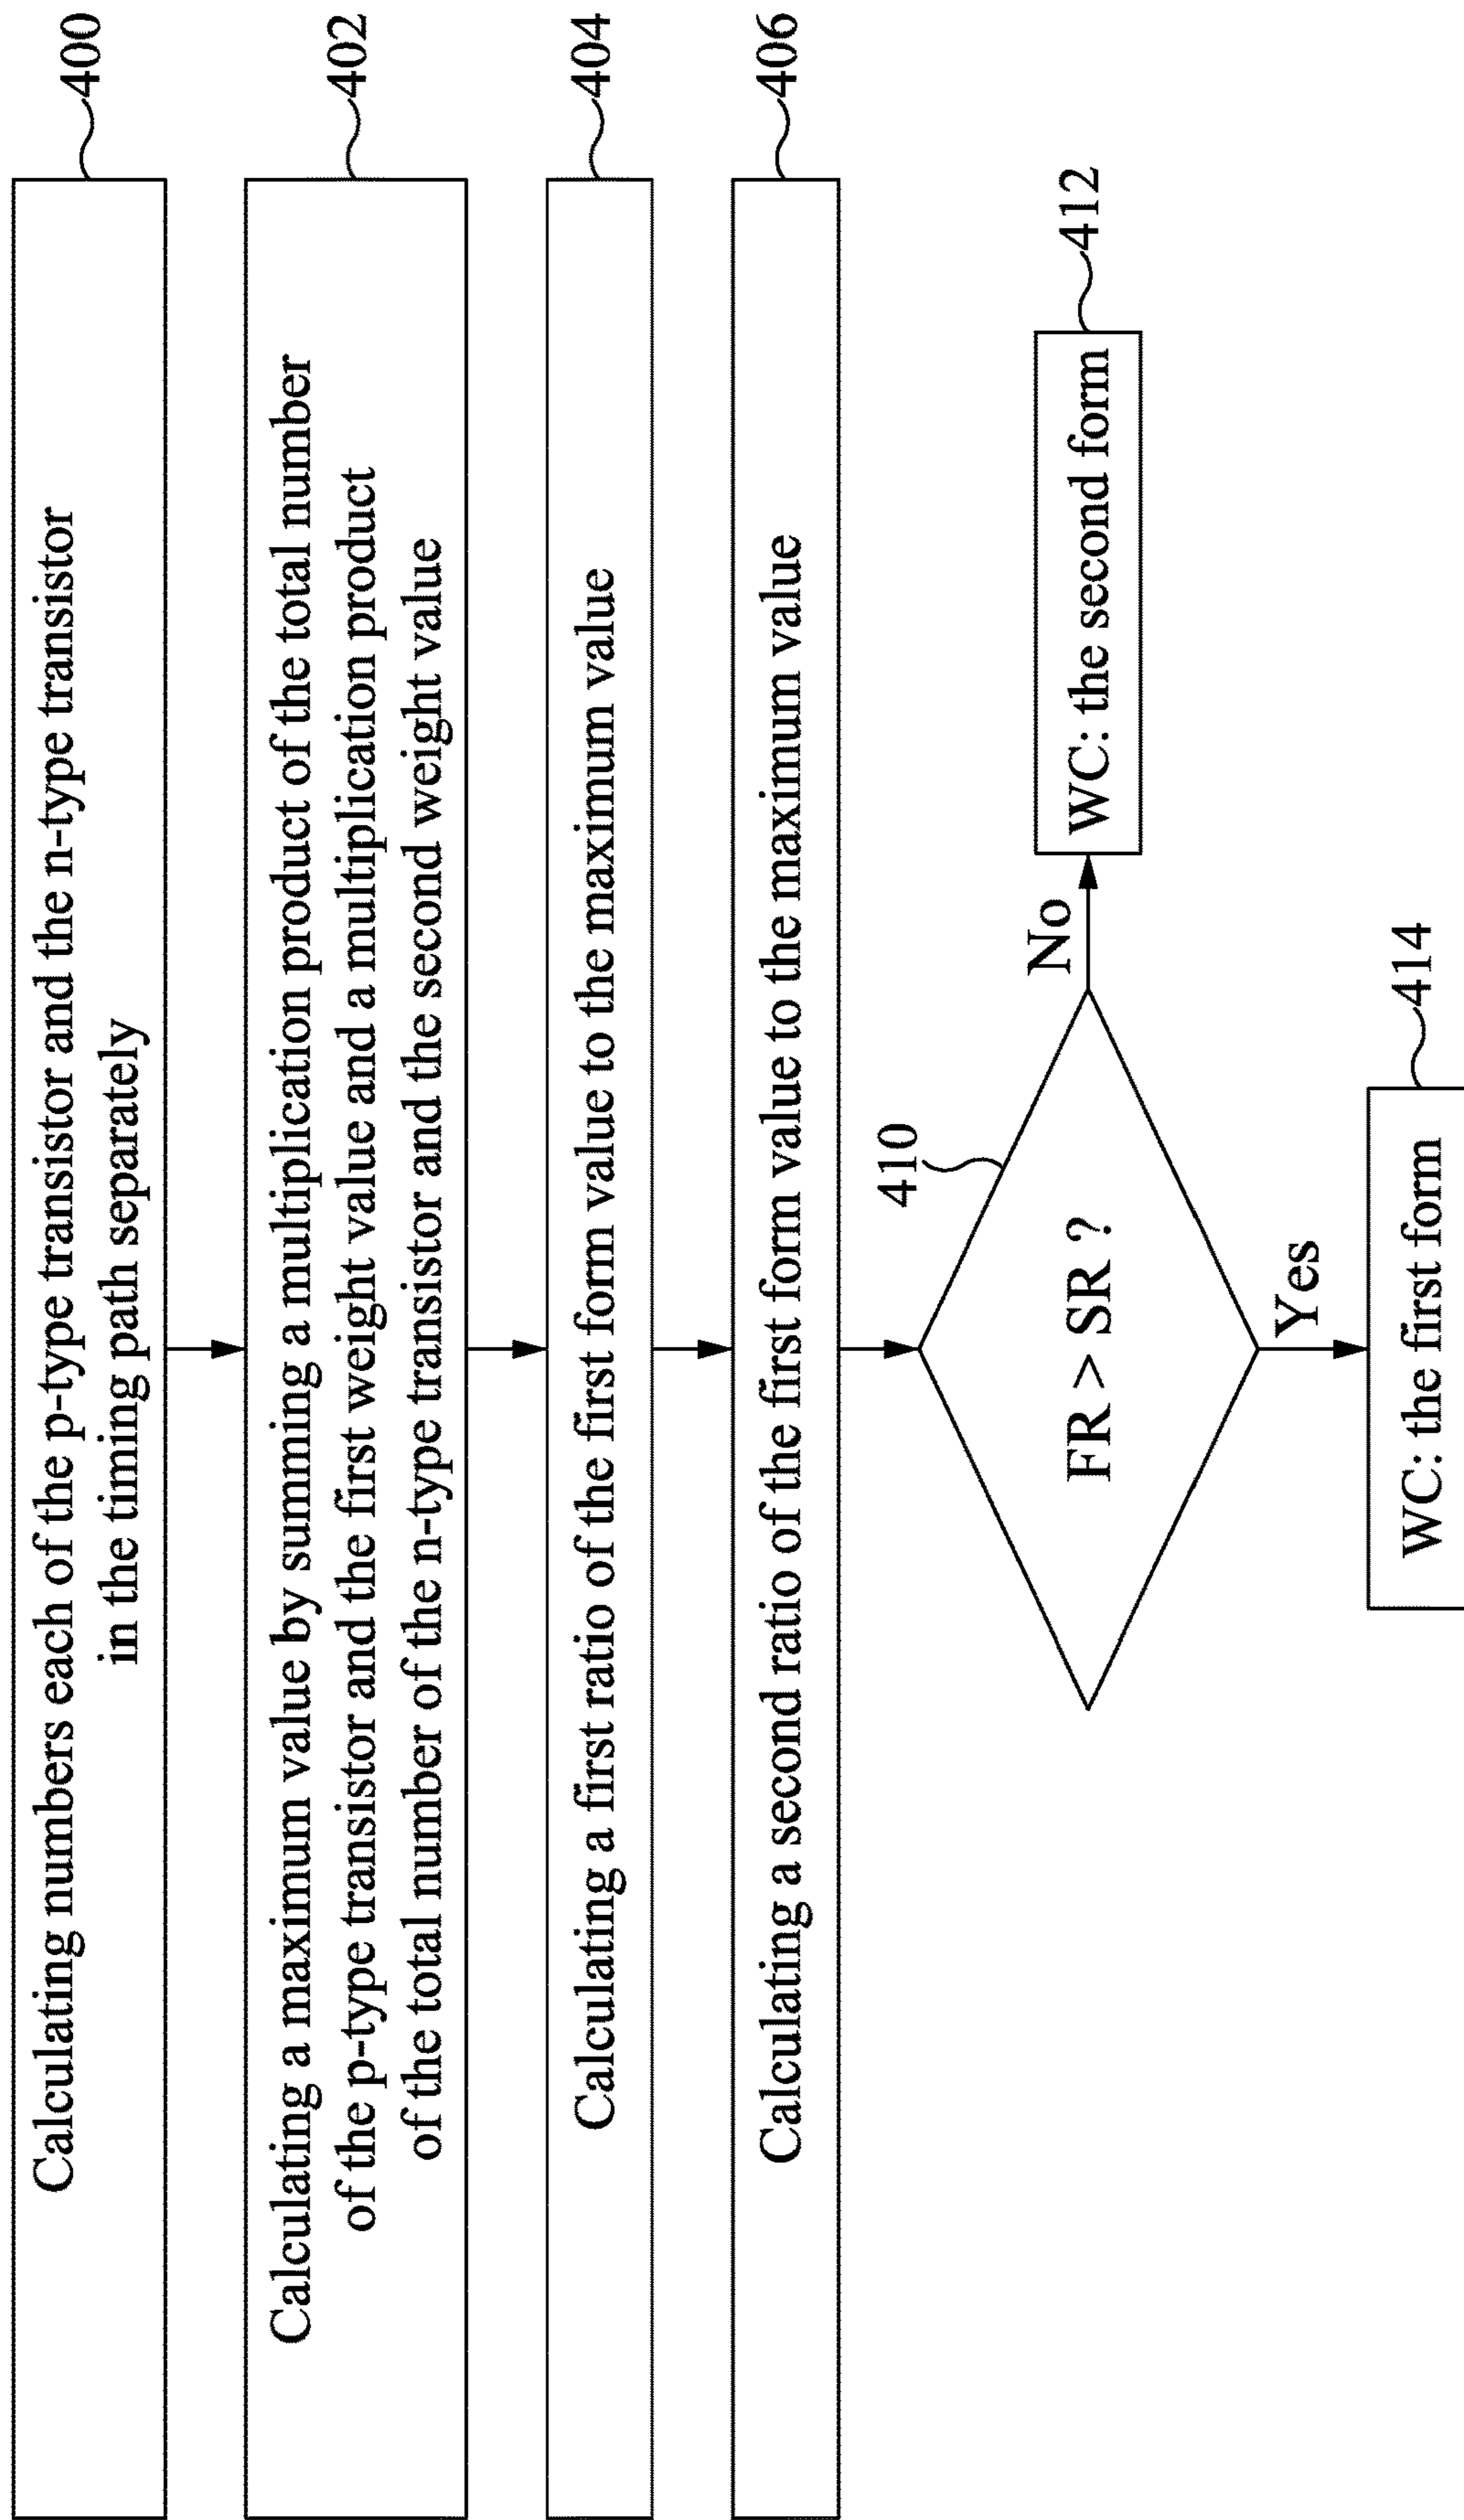 400
Calculating numbers each of the p-type transistor and the n-type transistor
in the timing path separately
402
Calculating a maximum value by summing a multiplication product of the total number
of the p-type transistor and the first weight value and a multiplication product
of the total number of the n-type transistor and the second weight value
404
Calculating a first ratio of the first form value to the maximum value
406
Calculating a second ratio of the first form value to the maximum value
410
FR > SR ?
No
WC: the second form
412
Yes
WC: the first form
414